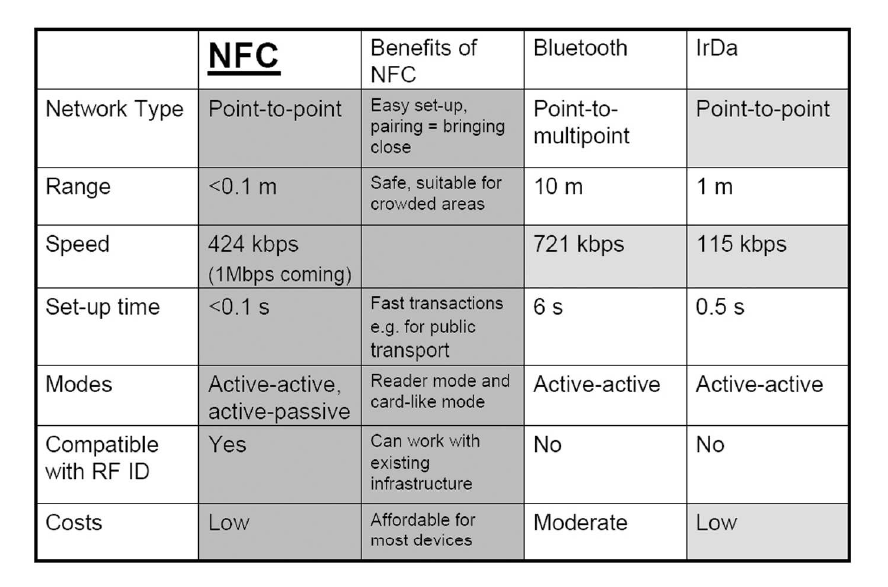 NFC
Benefits of
NFC
Bluetooth
IrDa
Network Type
Point-to-point
Easy set-up,
pairing = bringing
close
Point-to-
multipoint
Point-to-point
Range
<0.1 m
Safe, suitable for
crowded areas
10 m
1 m
Speed
424 kbps
(1Mbps coming)
721 kbps
115 kbps
Set-up time
<0.1 s
Fast transactions
e.g. for public
transport
6 s
0.5 s
Modes
Active-active,
active-passive
Reader mode and
card-like mode
Active-active
Active-active
Compatible
with RF ID
Yes
Can work with
existing
infrastructure
No
No
Costs
Low
Affordable for
most devices
Moderate
Low